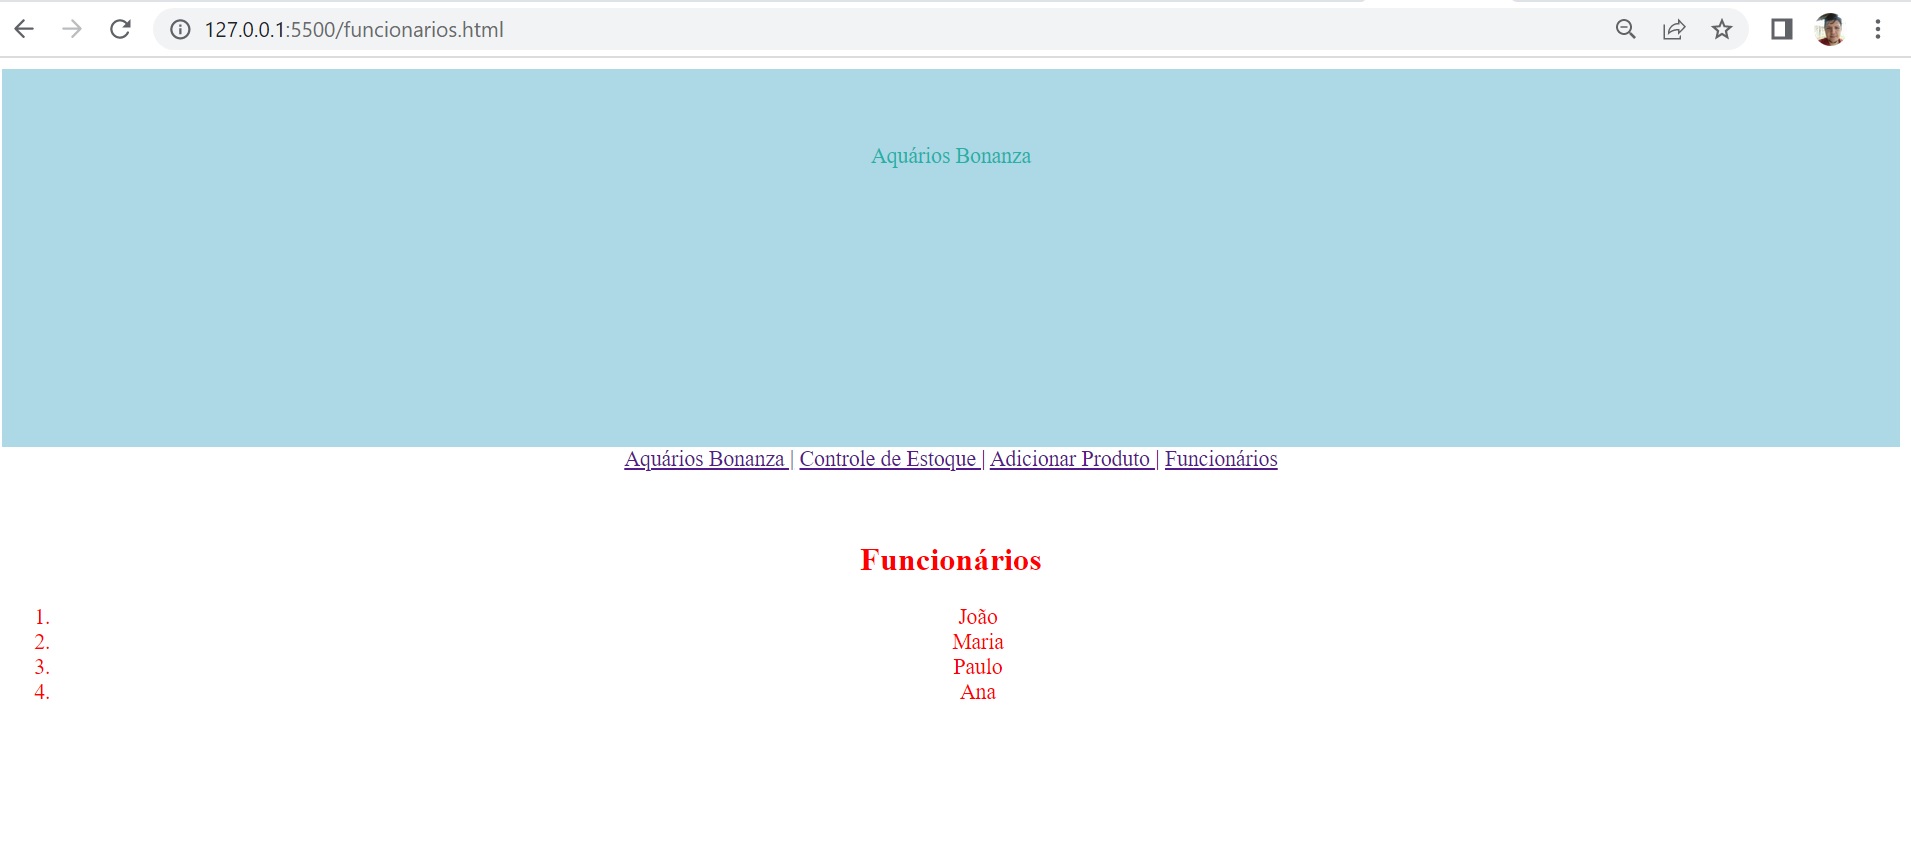 127.0.0.1:5500/funcionarios.html
Aquários Bonanza
Aquários Bonanza | Controle de Estoque | Adicionar Produto | Funcionários
Funcionários
1. João
2. Maria
3. Paulo
4. Ana